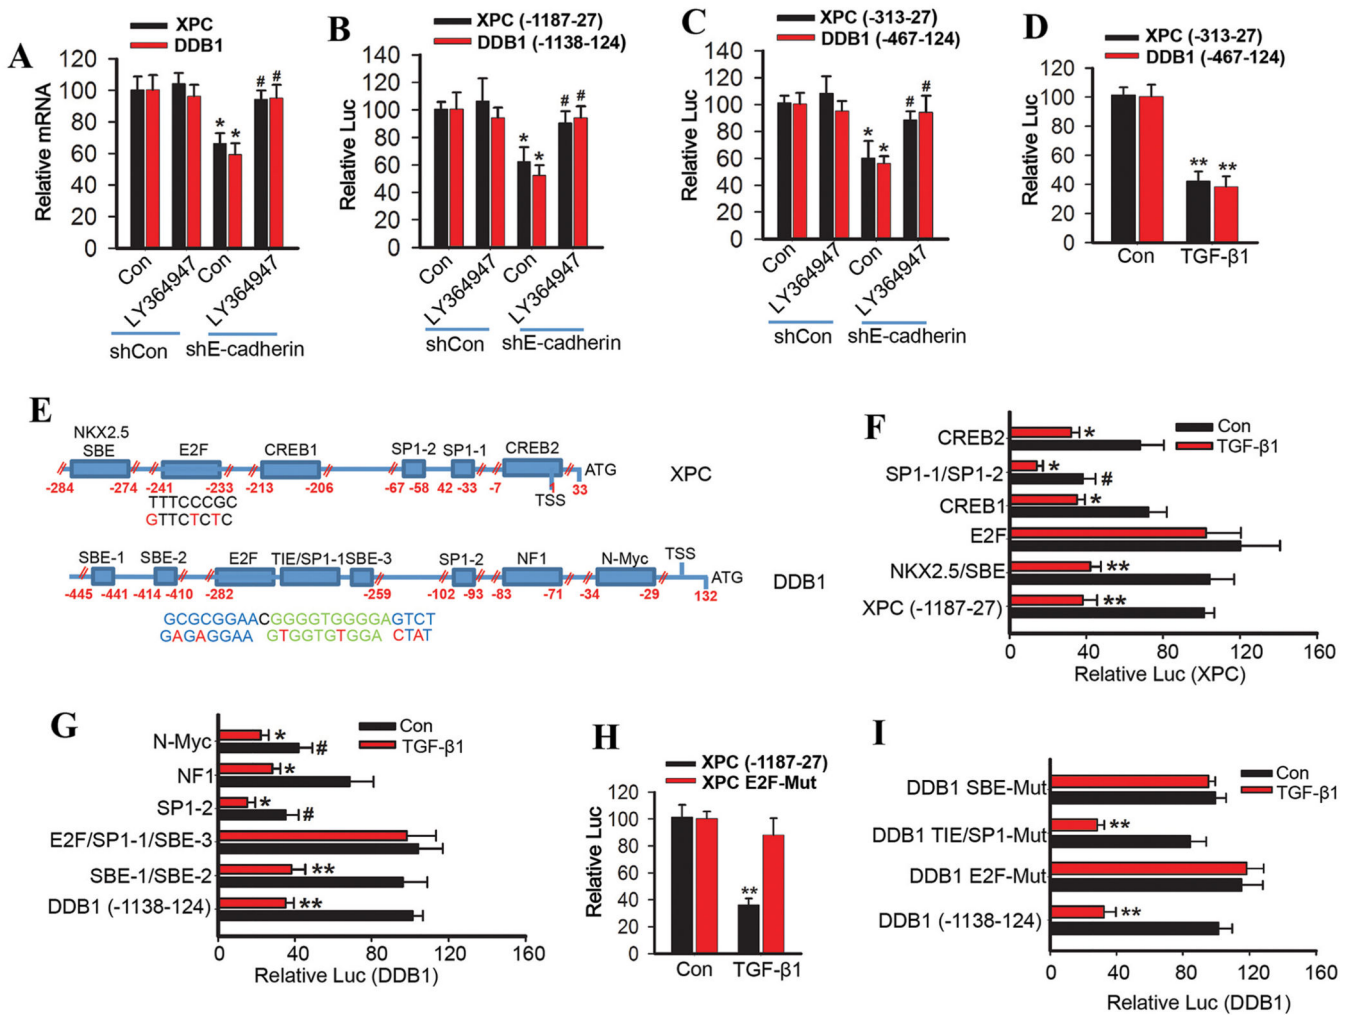 A
XPC
DDB1
Relative mRNA
120
100
80
60
40
20
0
* *
# #
Con
LY364947
Con
LY364947
shCon
shE-cadherin
B
XPC (-1187-27)
DDB1 (-1138-124)
Relative Luc
140
120
100
80
60
40
20
0
* *
# #
Con
LY364947
Con
LY364947
shCon
shE-cadherin
C
XPC (-313-27)
DDB1 (-467-124)
Relative Luc
140
120
100
80
60
40
20
0
* *
# #
Con
LY364947
Con
LY364947
shCon
shE-cadherin
D
XPC (-313-27)
DDB1 (-467-124)
Relative Luc
120
100
80
60
40
20
0
** **
Con
TGF-β1
E
NKX2.5
SBE E2F CREB1 SP1-2 SP1-1 CREB2
ATG
-284 -274 -241 -233 -213 -206 -67 -58 42 -33 -7 1 33
TSS
XPC
TTTCCCGC
GTTCTCTC
SBE-1 SBE-2 E2F TIE/SP1-1 SBE-3 SP1-2 NF1 N-Myc TSS
ATG
-445 -441 -414 -410 -282 -259 -102 -93 -83 -71 -34 -29 132
DDB1
GCGCGGAACGGGGTGGGGAGTCT
GAGAGGAA GTGGTGTGGA CTAT
F
Con
TGF-β1
CREB2 *
SP1-1/SP1-2 * #
CREB1 *
E2F
NKX2.5/SBE **
XPC (-1187-27) **
0 40 80 120 160
Relative Luc (XPC)
G
Con
TGF-β1
N-Myc * #
NF1 *
SP1-2 * #
E2F/SP1-1/SBE-3
SBE-1/SBE-2 **
DDB1 (-1138-124) **
0 40 80 120 160
Relative Luc (DDB1)
H
XPC (-1187-27)
XPC E2F-Mut
Relative Luc
120
100
80
60
40
20
0
**
Con
TGF-β1
I
Con
TGF-β1
DDB1 SBE-Mut
DDB1 TIE/SP1-Mut **
DDB1 E2F-Mut
DDB1 (-1138-124) **
0 40 80 120 160
Relative Luc (DDB1)